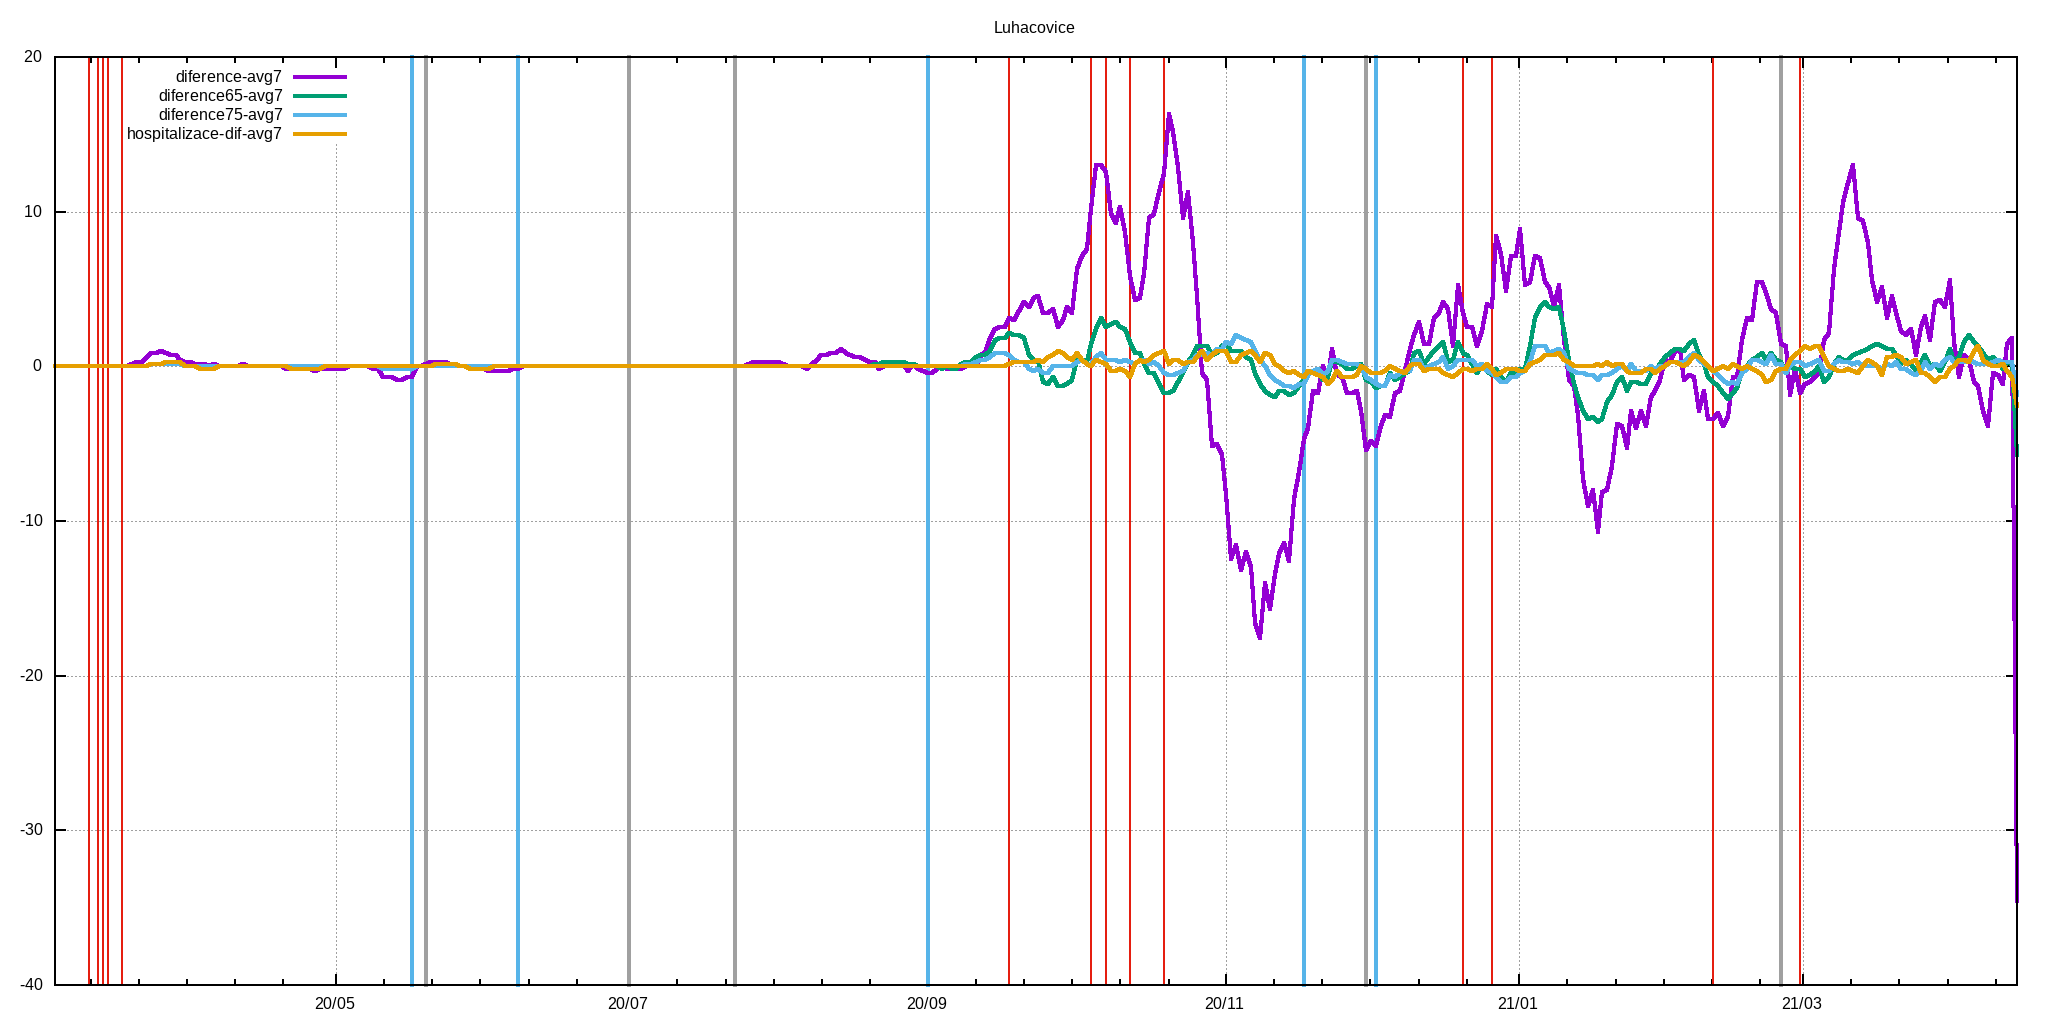 Luhacovice
20
diference-avg7
diference65-avg7
diference75-avg7
hospitalizace-dif-avg7
10
0
-10
-20
-30
-40
20/05 20/07 20/09 20/11 21/01 21/03